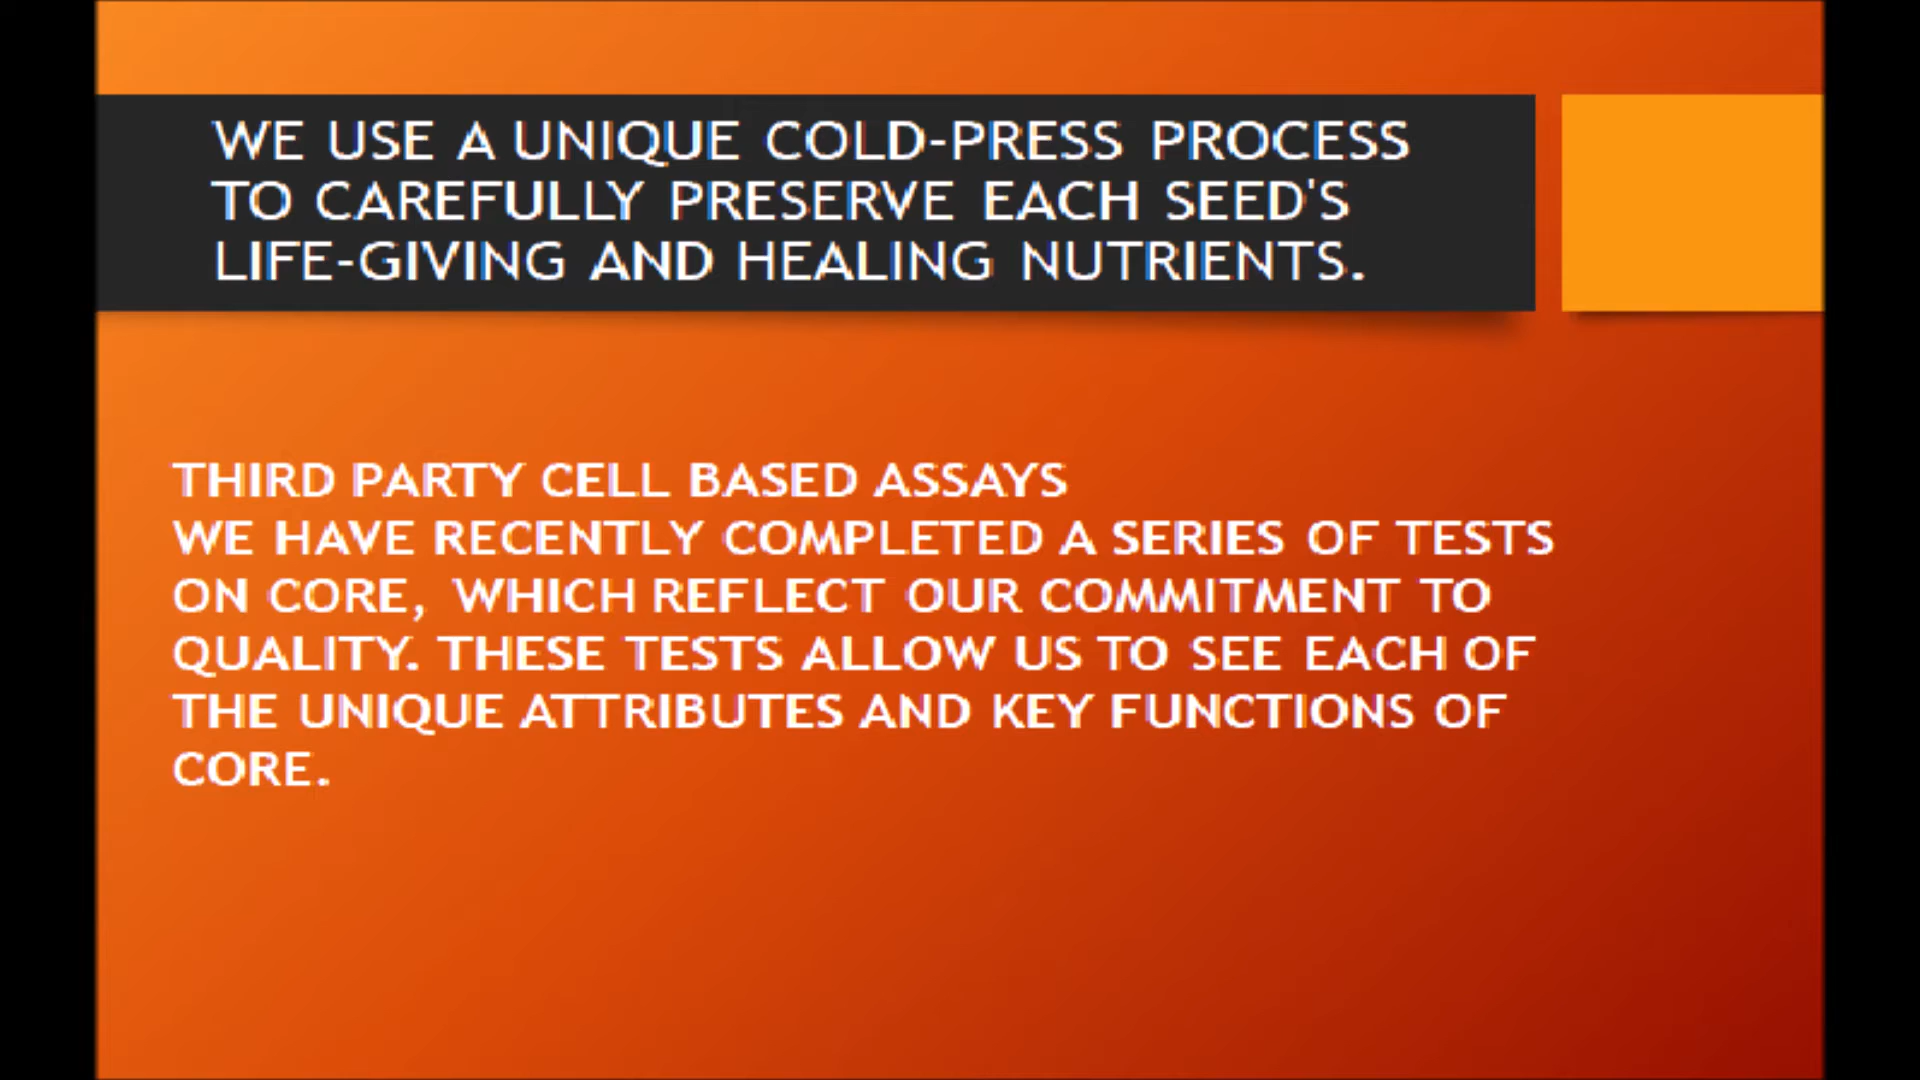 WE USE A UNIQUE COLD-PRESS PROCESS
TO CAREFULLY PRESERVE EACH SEED'S
LIFE-GIVING AND HEALING NUTRIENTS.
THIRD PARTY CELL BASED ASSAYS
WE HAVE RECENTLY COMPLETED A SERIES OF TESTS
ON CORE, WHICH REFLECT OUR COMMITMENT TO
QUALITY. THESE TESTS ALLOW US TO SEE EACH OF
THE UNIQUE ATTRIBUTES AND KEY FUNCTIONS OF
CORE.